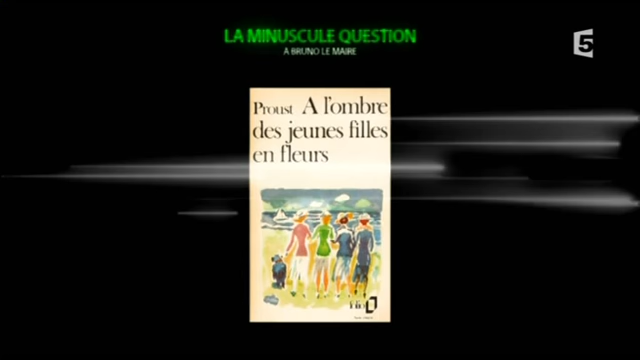 LA MINUSCULE QUESTION
A BRUNO LE MAIRE
5
Proust A l'ombre
des jeunes filles
en fleurs